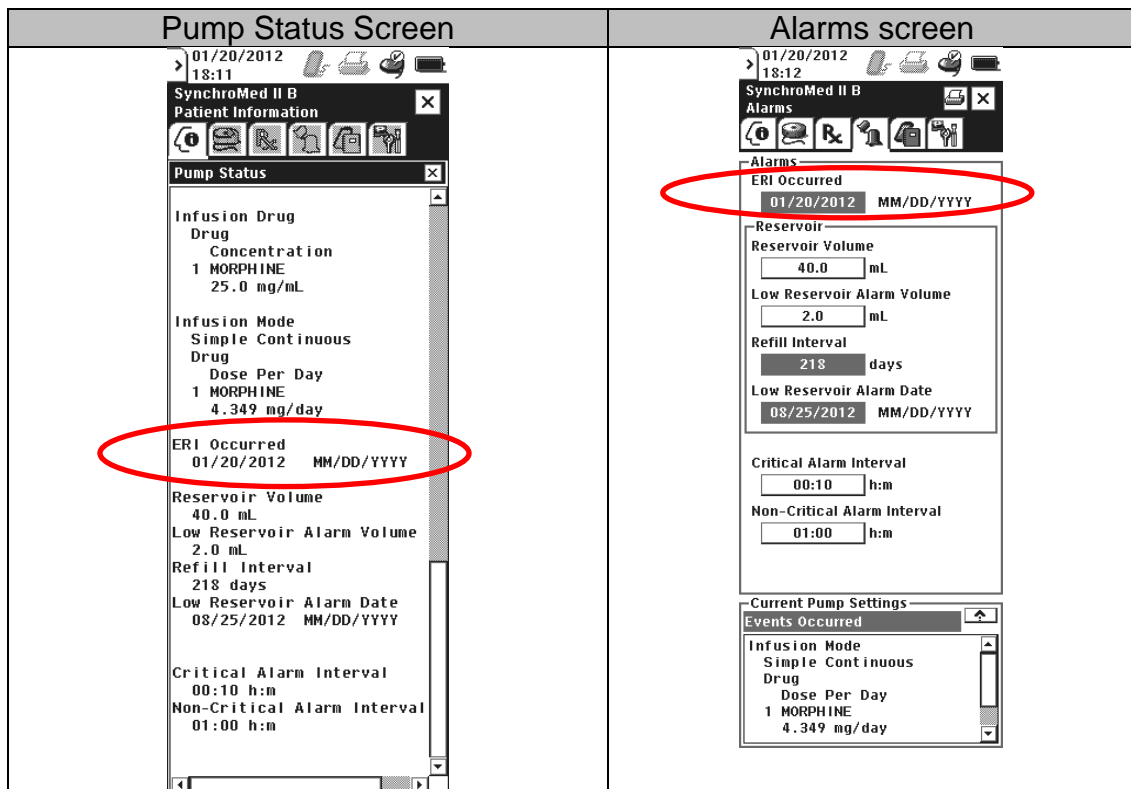 Pump Status Screen
01/20/2012
18:11
SynchroMed II B
Patient Information
Pump Status
Infusion Drug
Drug
Concentration
1 MORPHINE
25.0 mg/mL
Infusion Mode
Simple Continuous
Drug
Dose Per Day
1 MORPHINE
4.349 mg/day
ERI Occurred
01/20/2012 MM/DD/YYYY
Reservoir Volume
40.0 mL
Low Reservoir Alarm Volume
2.0 mL
Refill Interval
218 days
Low Reservoir Alarm Date
08/25/2012 MM/DD/YYYY
Critical Alarm Interval
00:10 h:m
Non-Critical Alarm Interval
01:00 h:m
Alarms screen
01/20/2012
18:12
SynchroMed II B
Alarms
Rx
Alarms
ERI Occurred
01/20/2012 MM/DD/YYYY
Reservoir
Reservoir Volume
40.0 mL
Low Reservoir Alarm Volume
2.0 mL
Refill Interval
218 days
Low Reservoir Alarm Date
08/25/2012 MM/DD/YYYY
Critical Alarm Interval
00:10 h:m
Non-Critical Alarm Interval
01:00 h:m
Current Pump Settings
Events Occurred
Infusion Mode
Simple Continuous
Drug
Dose Per Day
1 MORPHINE
4.349 mg/day